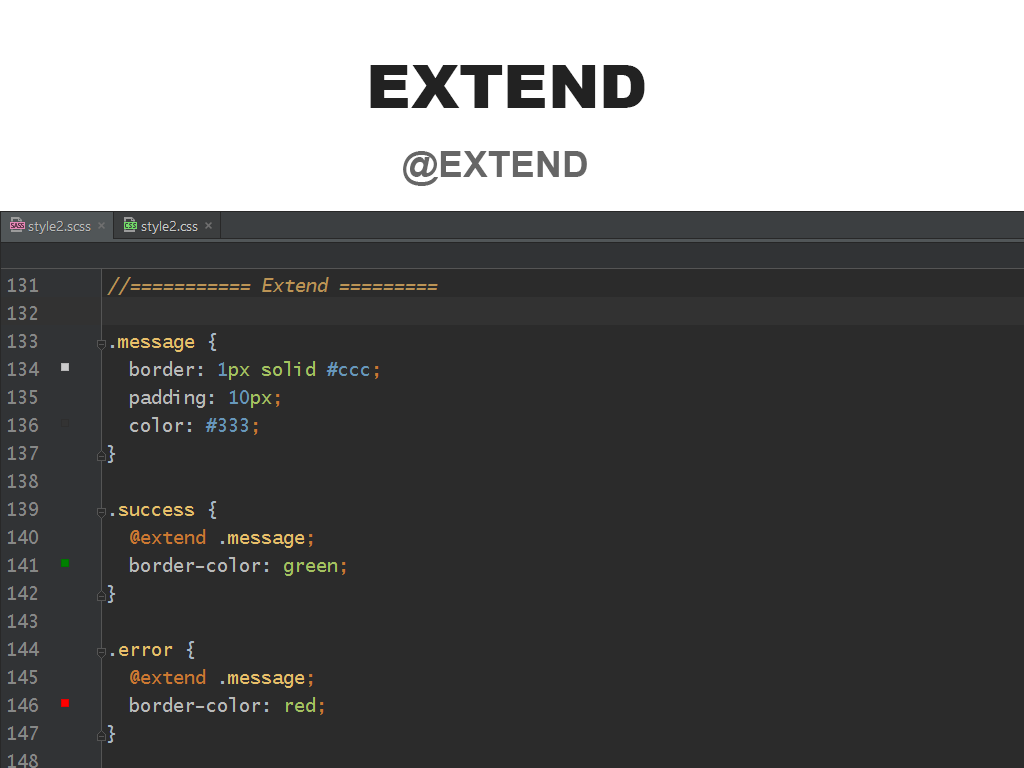 EXTEND
@EXTEND
style2.scss × style2.css ×
131 //=========== Extend =========
132
133 .message {
134 border: 1px solid #ccc;
135 padding: 10px;
136 color: #333;
137 }
138
139 .success {
140 @extend .message;
141 border-color: green;
142 }
143
144 .error {
145 @extend .message;
146 border-color: red;
147 }
148